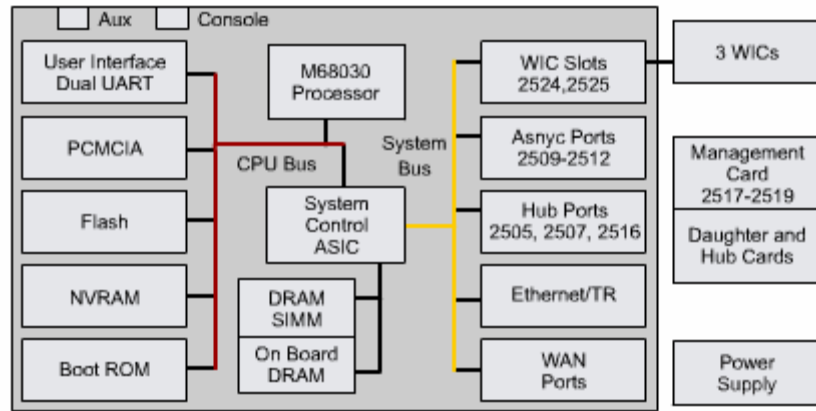 Aux
Console
User Interface
Dual UART
PCMCIA
Flash
NVRAM
Boot ROM
M68030
Processor
CPU Bus
System
Control
ASIC
DRAM
SIMM
On Board
DRAM
System
Bus
WIC Slots
2524,2525
Asnyc Ports
2509-2512
Hub Ports
2505, 2507, 2516
Ethernet/TR
WAN
Ports
3 WICs
Management
Card
2517-2519
Daughter and
Hub Cards
Power
Supply